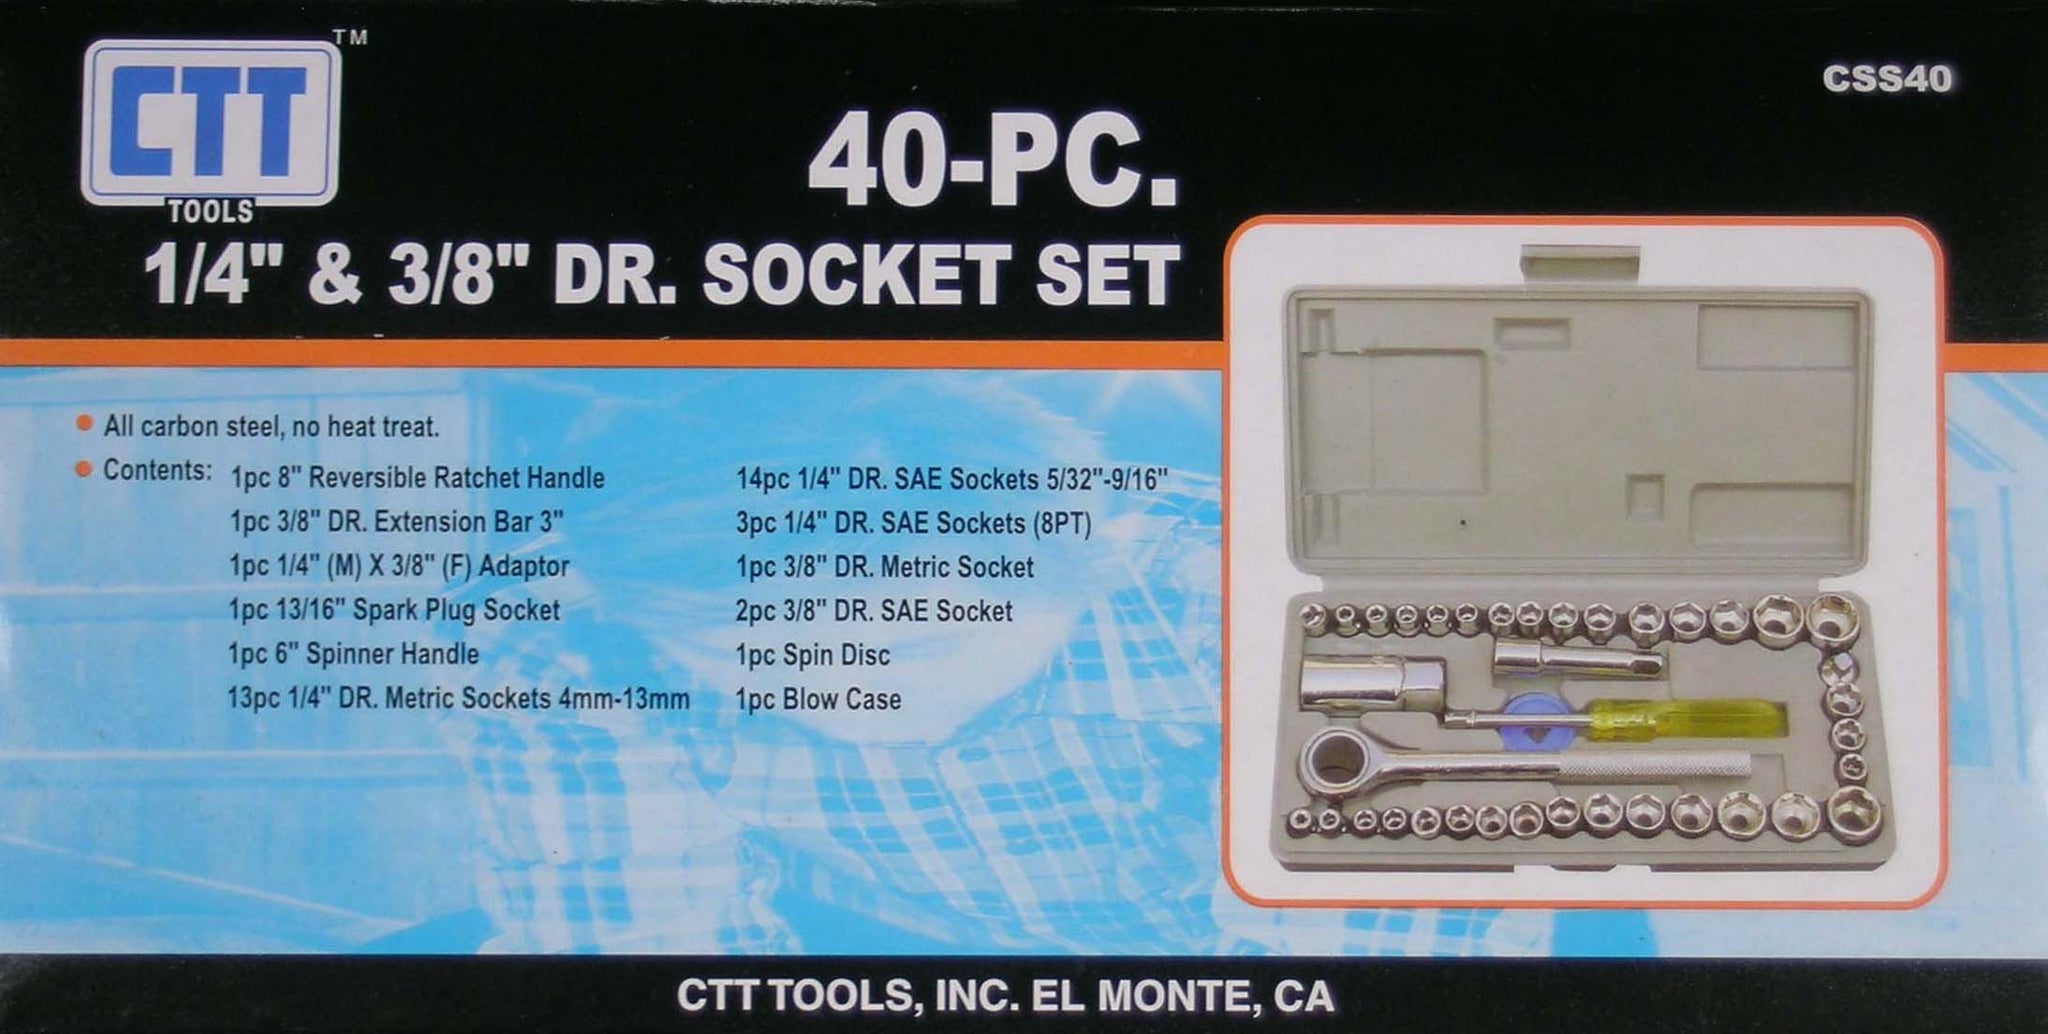 CTT
TM
TOOLS
CSS40
40-PC.
1/4" & 3/8" DR. SOCKET SET
All carbon steel, no heat treat.
Contents:
1pc 8" Reversible Ratchet Handle
1pc 3/8" DR. Extension Bar 3"
1pc 1/4" (M) X 3/8" (F) Adaptor
1pc 13/16" Spark Plug Socket
1pc 6" Spinner Handle
13pc 1/4" DR. Metric Sockets 4mm-13mm
14pc 1/4" DR. SAE Sockets 5/32"-9/16"
3pc 1/4" DR. SAE Sockets (8PT)
1pc 3/8" DR. Metric Socket
2pc 3/8" DR. SAE Socket
1pc Spin Disc
1pc Blow Case
CTT TOOLS, INC. EL MONTE, CA